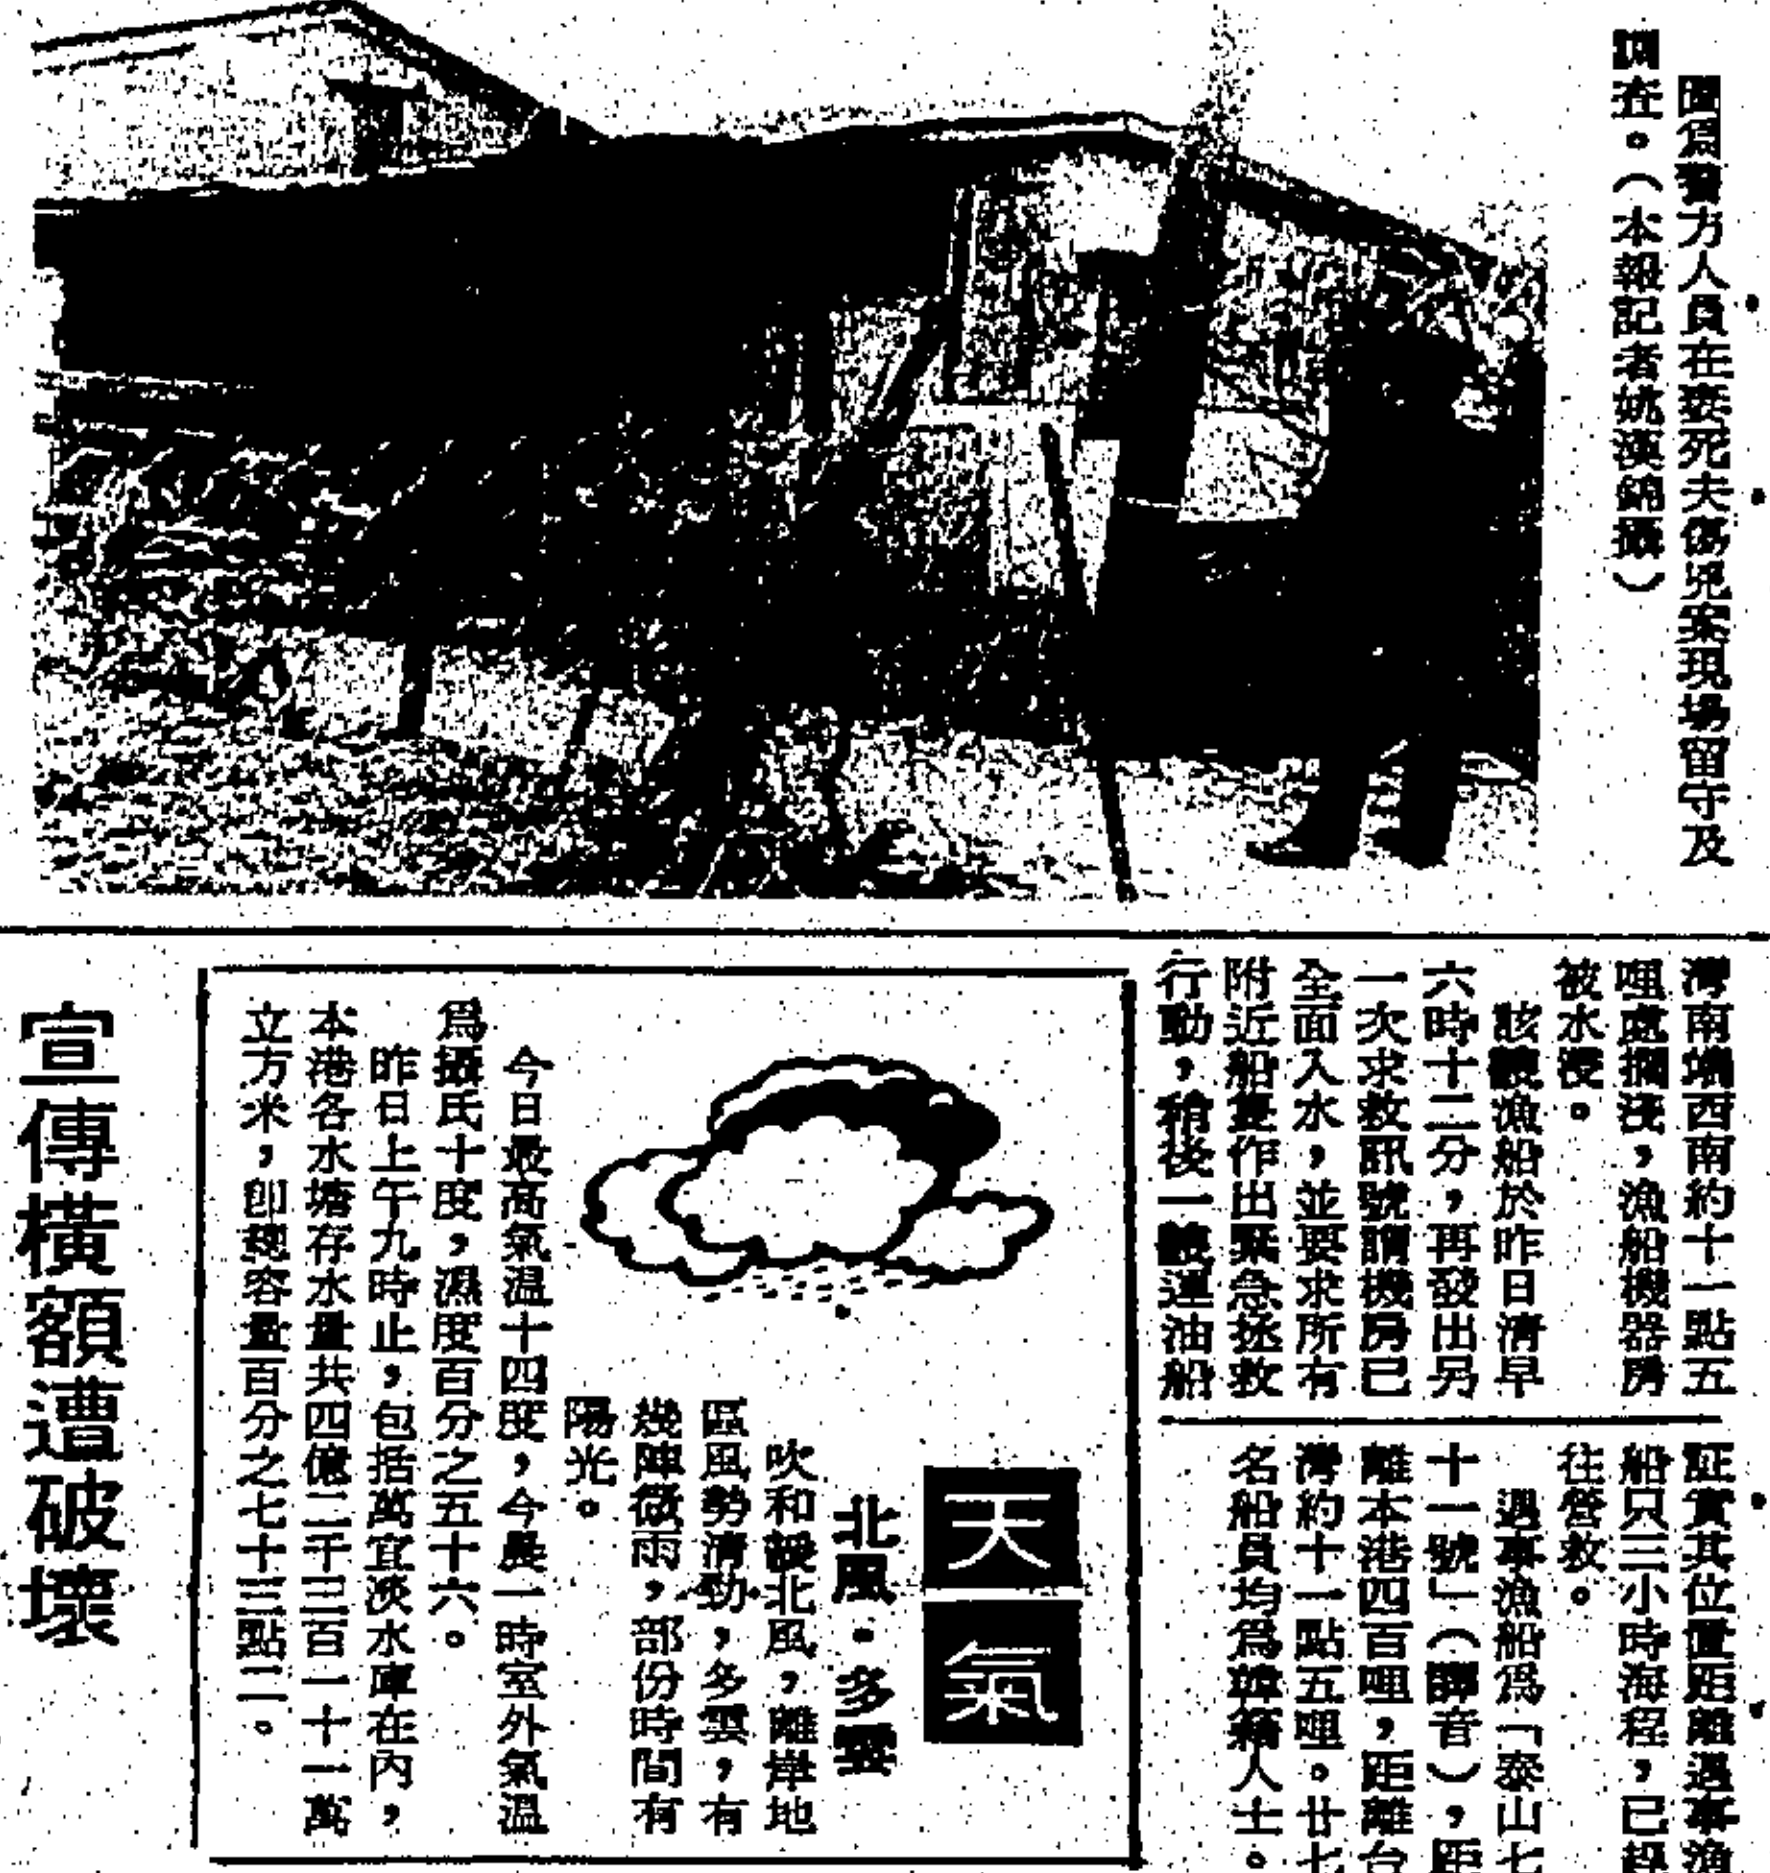 圖為警方人員在妻死夫傷兇案現場留守及
調查。（本報記者姚漢錦攝）
灣南端西南約十一點五
哩處擱淺，漁船機器房
被水浸。
該艘漁船於昨日清早
六時十二分，再發出另
一次求救訊號謂機房已
全面入水，並要求所有
附近船隻作出緊急拯救
行動，稍後一艘運油船
証實其位置距離遇事漁
船只三小時海程，已趕
往營救。
遇事漁船為「泰山七
十一號」（譯音），距
離本港四百哩，距離台
灣約十一點五哩。廿七
名船員均為韓籍人士。
天氣
北風．多雲
吹和緩北風，離岸地
區風勢清勁，多雲，有
幾陣微雨，部份時間有
陽光。
今日最高氣温十四度，今晨一時室外氣温
為攝氏十度，濕度百分之五十六。
昨日上午九時止，包括萬宜淡水庫在內，
本港各水塘存水量共四億二千三百一十一萬
立方米，即總容量百分之七十三點二。
宣傳橫額遭破壞